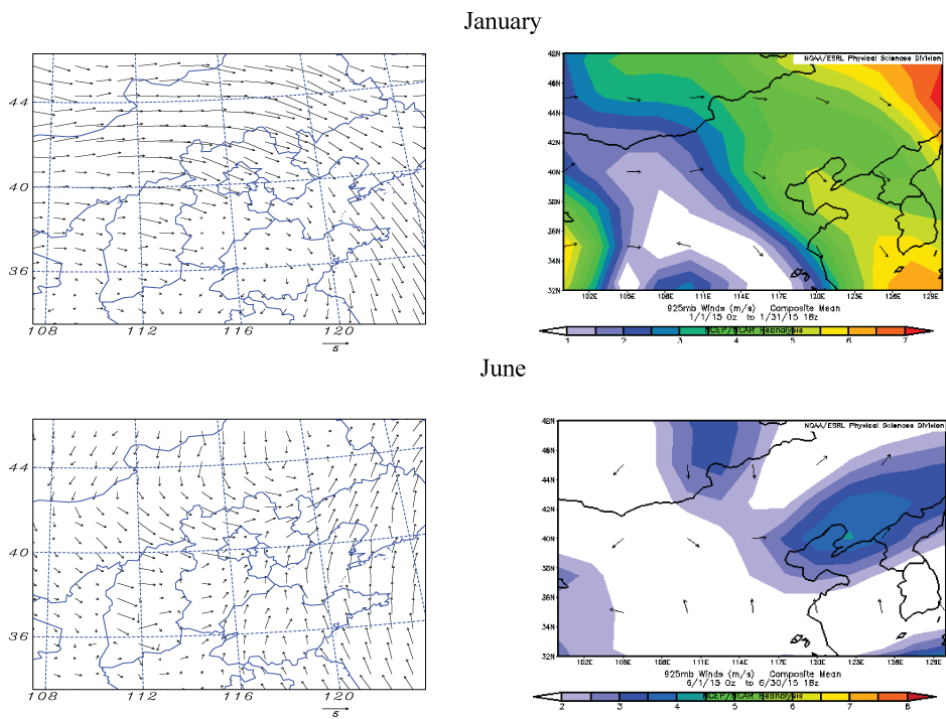 January
44
40
36
108 112 116 120
5
NOAA/ESRL Physical Sciences Division
48N
46N
44N
42N
40N
38N
36N
34N
32N
102E 105E 108E 111E 114E 117E 120E 123E 126E 129E
925mb Winds (m/s) Composite Mean
1/1/15 0z to 1/31/15 18z
NCEP/NCAR Reanalysis
1 2 3 4 5 6 7
June
44
40
36
108 112 116 120
5
NOAA/ESRL Physical Sciences Division
48N
46N
44N
42N
40N
38N
36N
34N
32N
102E 105E 108E 111E 114E 117E 120E 123E 126E 129E
925mb Winds (m/s) Composite Mean
6/1/15 0z to 6/30/15 18z
NCEP/NCAR Reanalysis
2 3 4 5 6 7 8